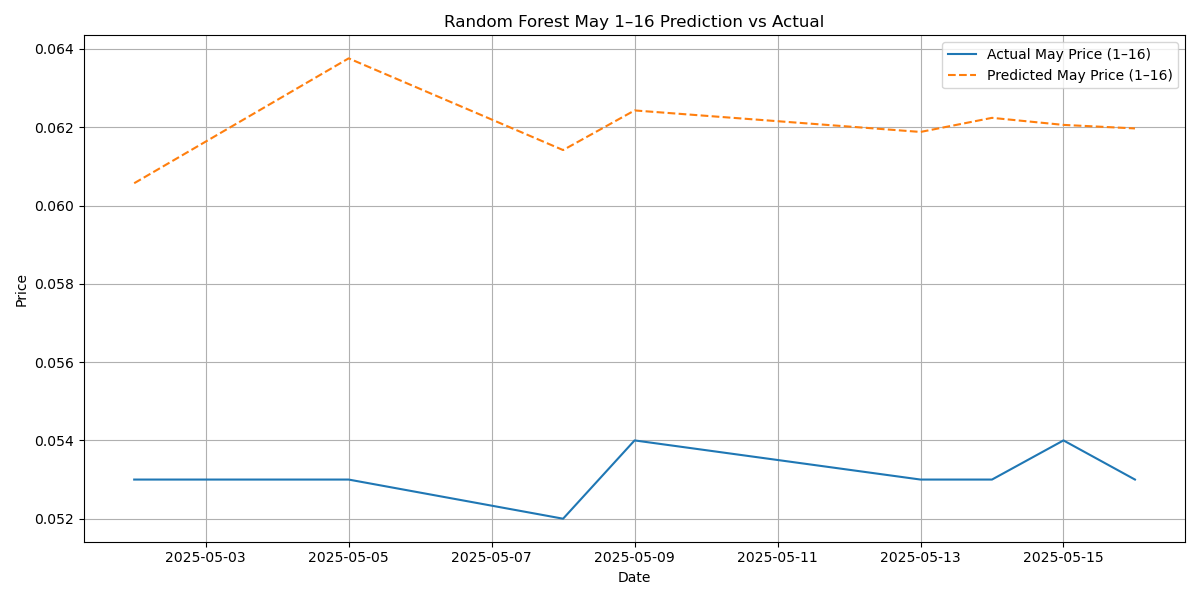 Random Forest May 1–16 Prediction vs Actual
Actual May Price (1–16)
Predicted May Price (1–16)
Price
0.064
0.062
0.060
0.058
0.056
0.054
0.052
2025-05-03 2025-05-05 2025-05-07 2025-05-09 2025-05-11 2025-05-13 2025-05-15
Date